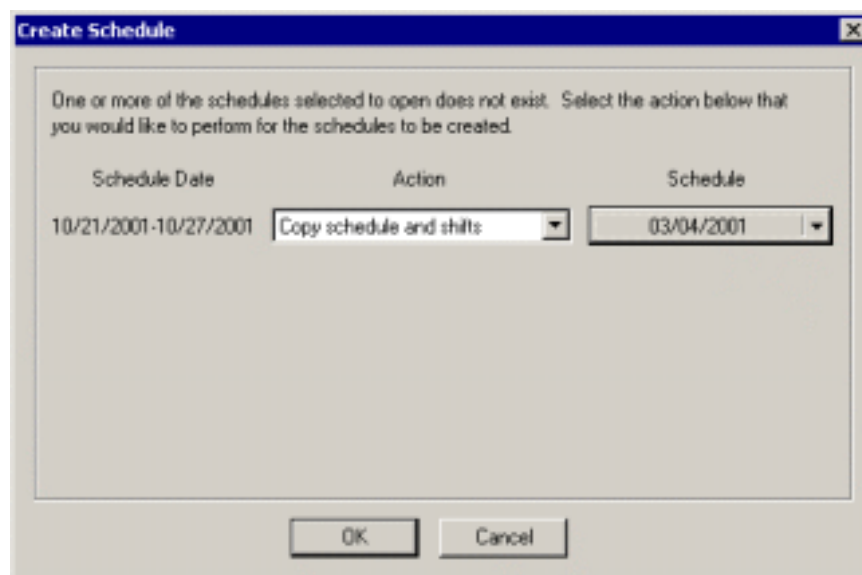 Create Schedule
One or more of the schedules selected to open does not exist. Select the action below that
you would like to perform for the schedules to be created.
Schedule Date Action Schedule
10/21/2001-10/27/2001 Copy schedule and shifts 03/04/2001
OK Cancel